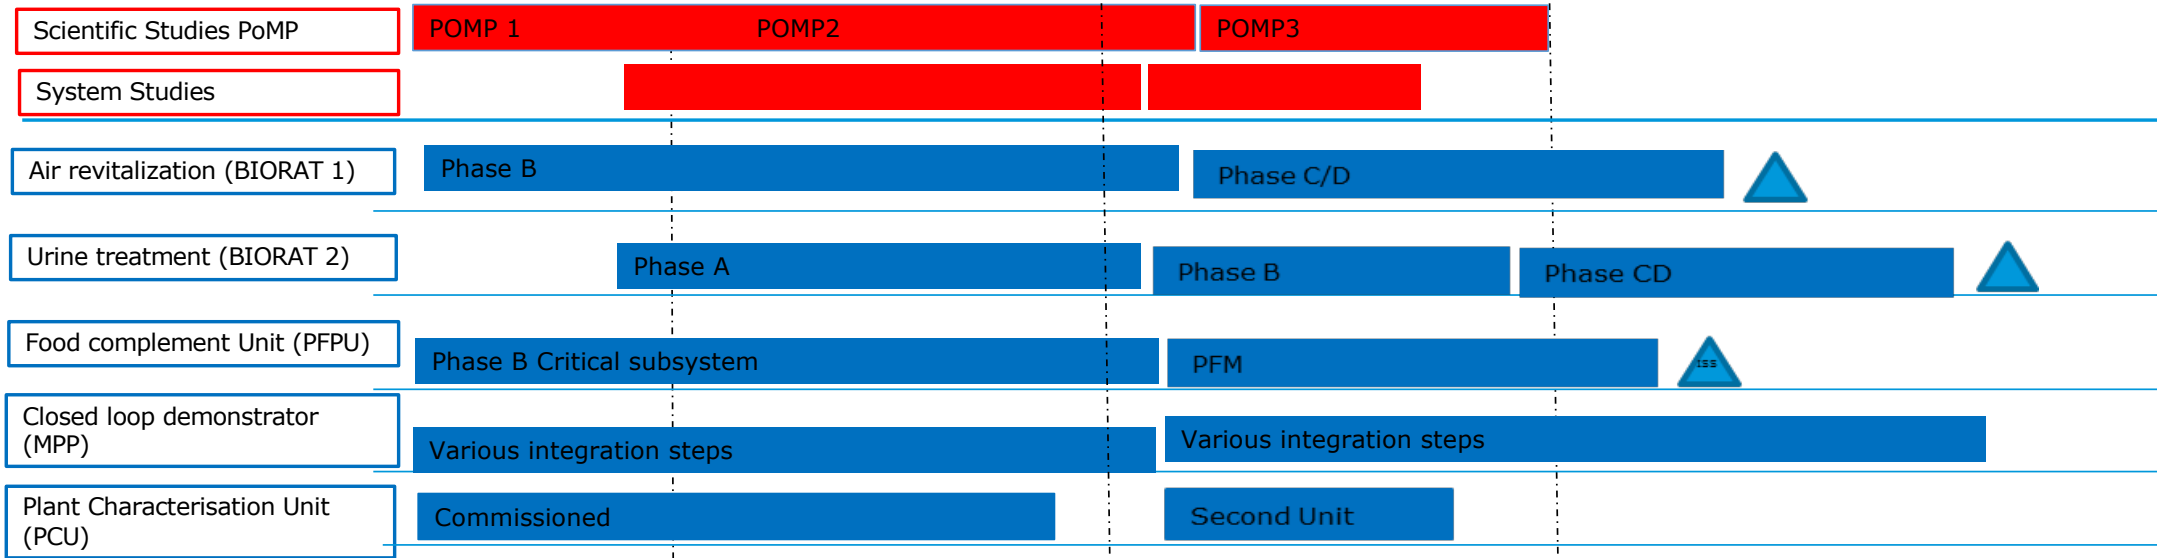 Scientific Studies PoMP
POMP 1
POMP2
POMP3
System Studies
Air revitalization (BIORAT 1)
Phase B
Phase C/D
Urine treatment (BIORAT 2)
Phase A
Phase B
Phase CD
Food complement Unit (PFPU)
Phase B Critical subsystem
PFM
ISS
Closed loop demonstrator
(MPP)
Various integration steps
Various integration steps
Plant Characterisation Unit
(PCU)
Commissioned
Second Unit